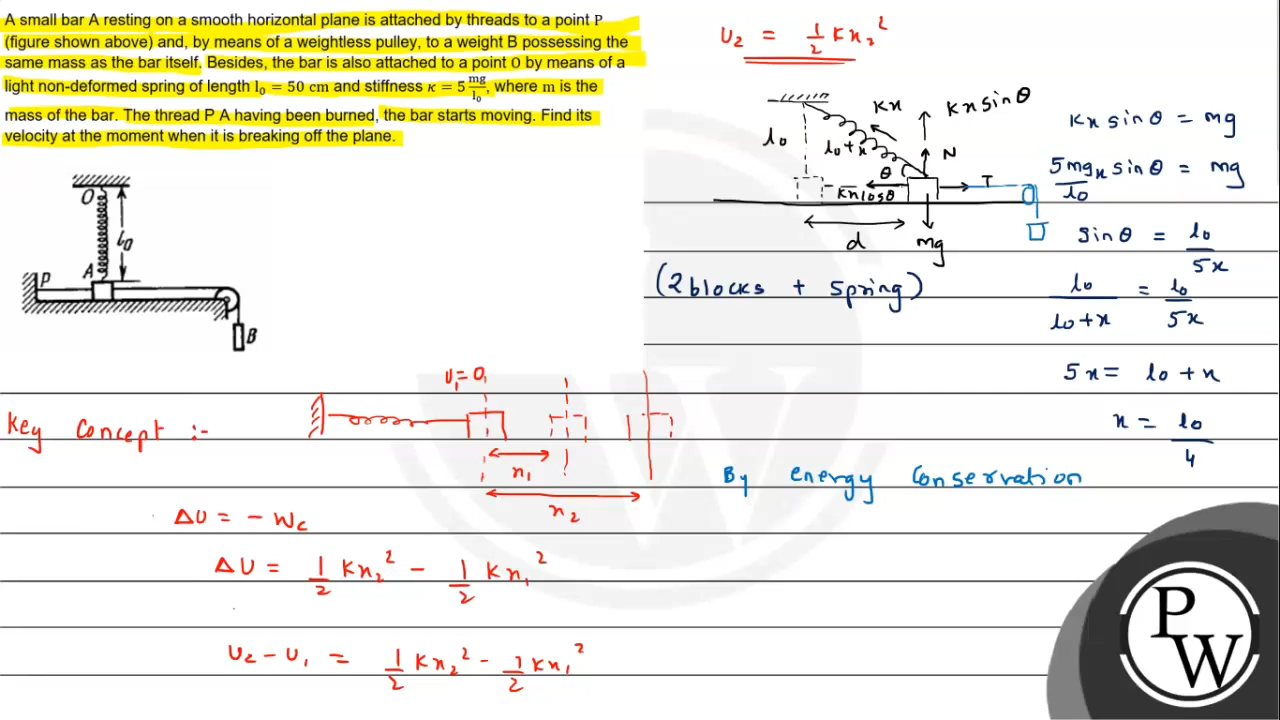 A small bar A resting on a smooth horizontal plane is attached by threads to a point P
(figure shown above) and, by means of a weightless pulley, to a weight B possessing the
same mass as the bar itself. Besides, the bar is also attached to a point O by means of a
light non-deformed spring of length l₀ = 50 cm and stiffness κ = 5 mg/l₀, where m is the
mass of the bar. The thread P A having been burned, the bar starts moving. Find its
velocity at the moment when it is breaking off the plane.
O
l₀
A
P
B
U₂ = 1/2 Kx₂²
Kx
Kx sinθ
l₀
l₀+x
N
θ
T
Kx cosθ
d
mg
(2 blocks + Spring)
Kx sinθ = mg
5mg/l₀ x sinθ = mg
sinθ = l₀/5x
l₀/l₀+x = l₀/5x
5x = l₀ + x
x = l₀/4
By energy Conservation
Key Concept :-
U₁ = 0
x₁
x₂
ΔU = - Wc
ΔU = 1/2 Kx₂² - 1/2 Kx₁²
U₂ - U₁ = 1/2 Kx₂² - 1/2 Kx₁²
P
W